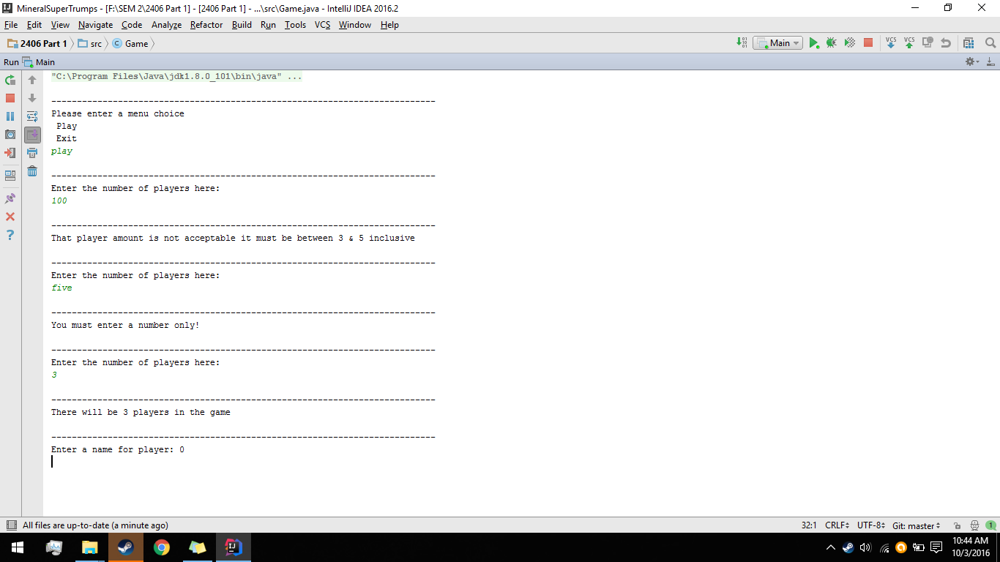 MineralSuperTrumps - [F:\SEM 2\2406 Part 1] - [2406 Part 1] - ...\src\Game.java - IntelliJ IDEA 2016.2
File Edit View Navigate Code Analyze Refactor Build Run Tools VCS Window Help
2406 Part 1 src Game Main
Run Main
"C:\Program Files\Java\jdk1.8.0_101\bin\java" ...
---------------------------------------------------------------------------
Please enter a menu choice
Play
Exit
play
---------------------------------------------------------------------------
Enter the number of players here:
100
---------------------------------------------------------------------------
That player amount is not acceptable it must be between 3 & 5 inclusive
---------------------------------------------------------------------------
Enter the number of players here:
five
---------------------------------------------------------------------------
You must enter a number only!
---------------------------------------------------------------------------
Enter the number of players here:
3
---------------------------------------------------------------------------
There will be 3 players in the game
---------------------------------------------------------------------------
Enter a name for player: 0
All files are up-to-date (a minute ago) 32:1 CRLF UTF-8 Git: master 1
10:44 AM
10/3/2016